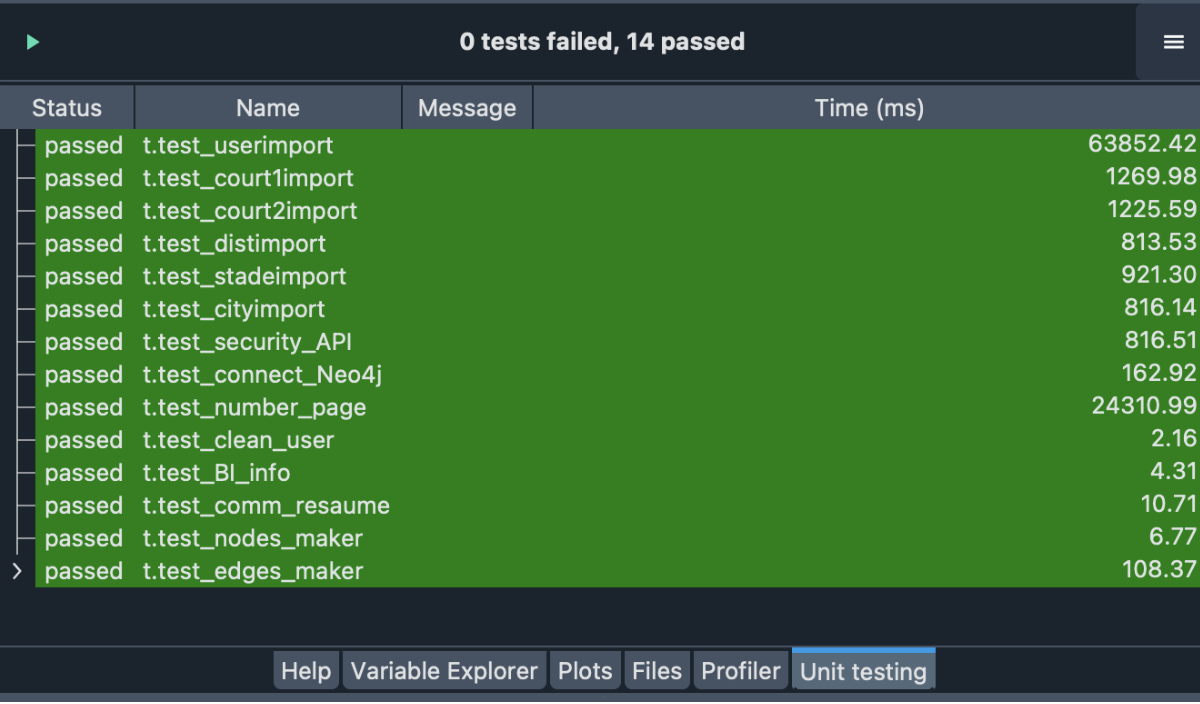 0 tests failed, 14 passed
Status Name Message Time (ms)
passed t.test_userimport 63852.42
passed t.test_court1import 1269.98
passed t.test_court2import 1225.59
passed t.test_distimport 813.53
passed t.test_stadeimport 921.30
passed t.test_cityimport 816.14
passed t.test_security_API 816.51
passed t.test_connect_Neo4j 162.92
passed t.test_number_page 24310.99
passed t.test_clean_user 2.16
passed t.test_BI_info 4.31
passed t.test_comm_resaume 10.71
passed t.test_nodes_maker 6.77
passed t.test_edges_maker 108.37
Help Variable Explorer Plots Files Profiler Unit testing